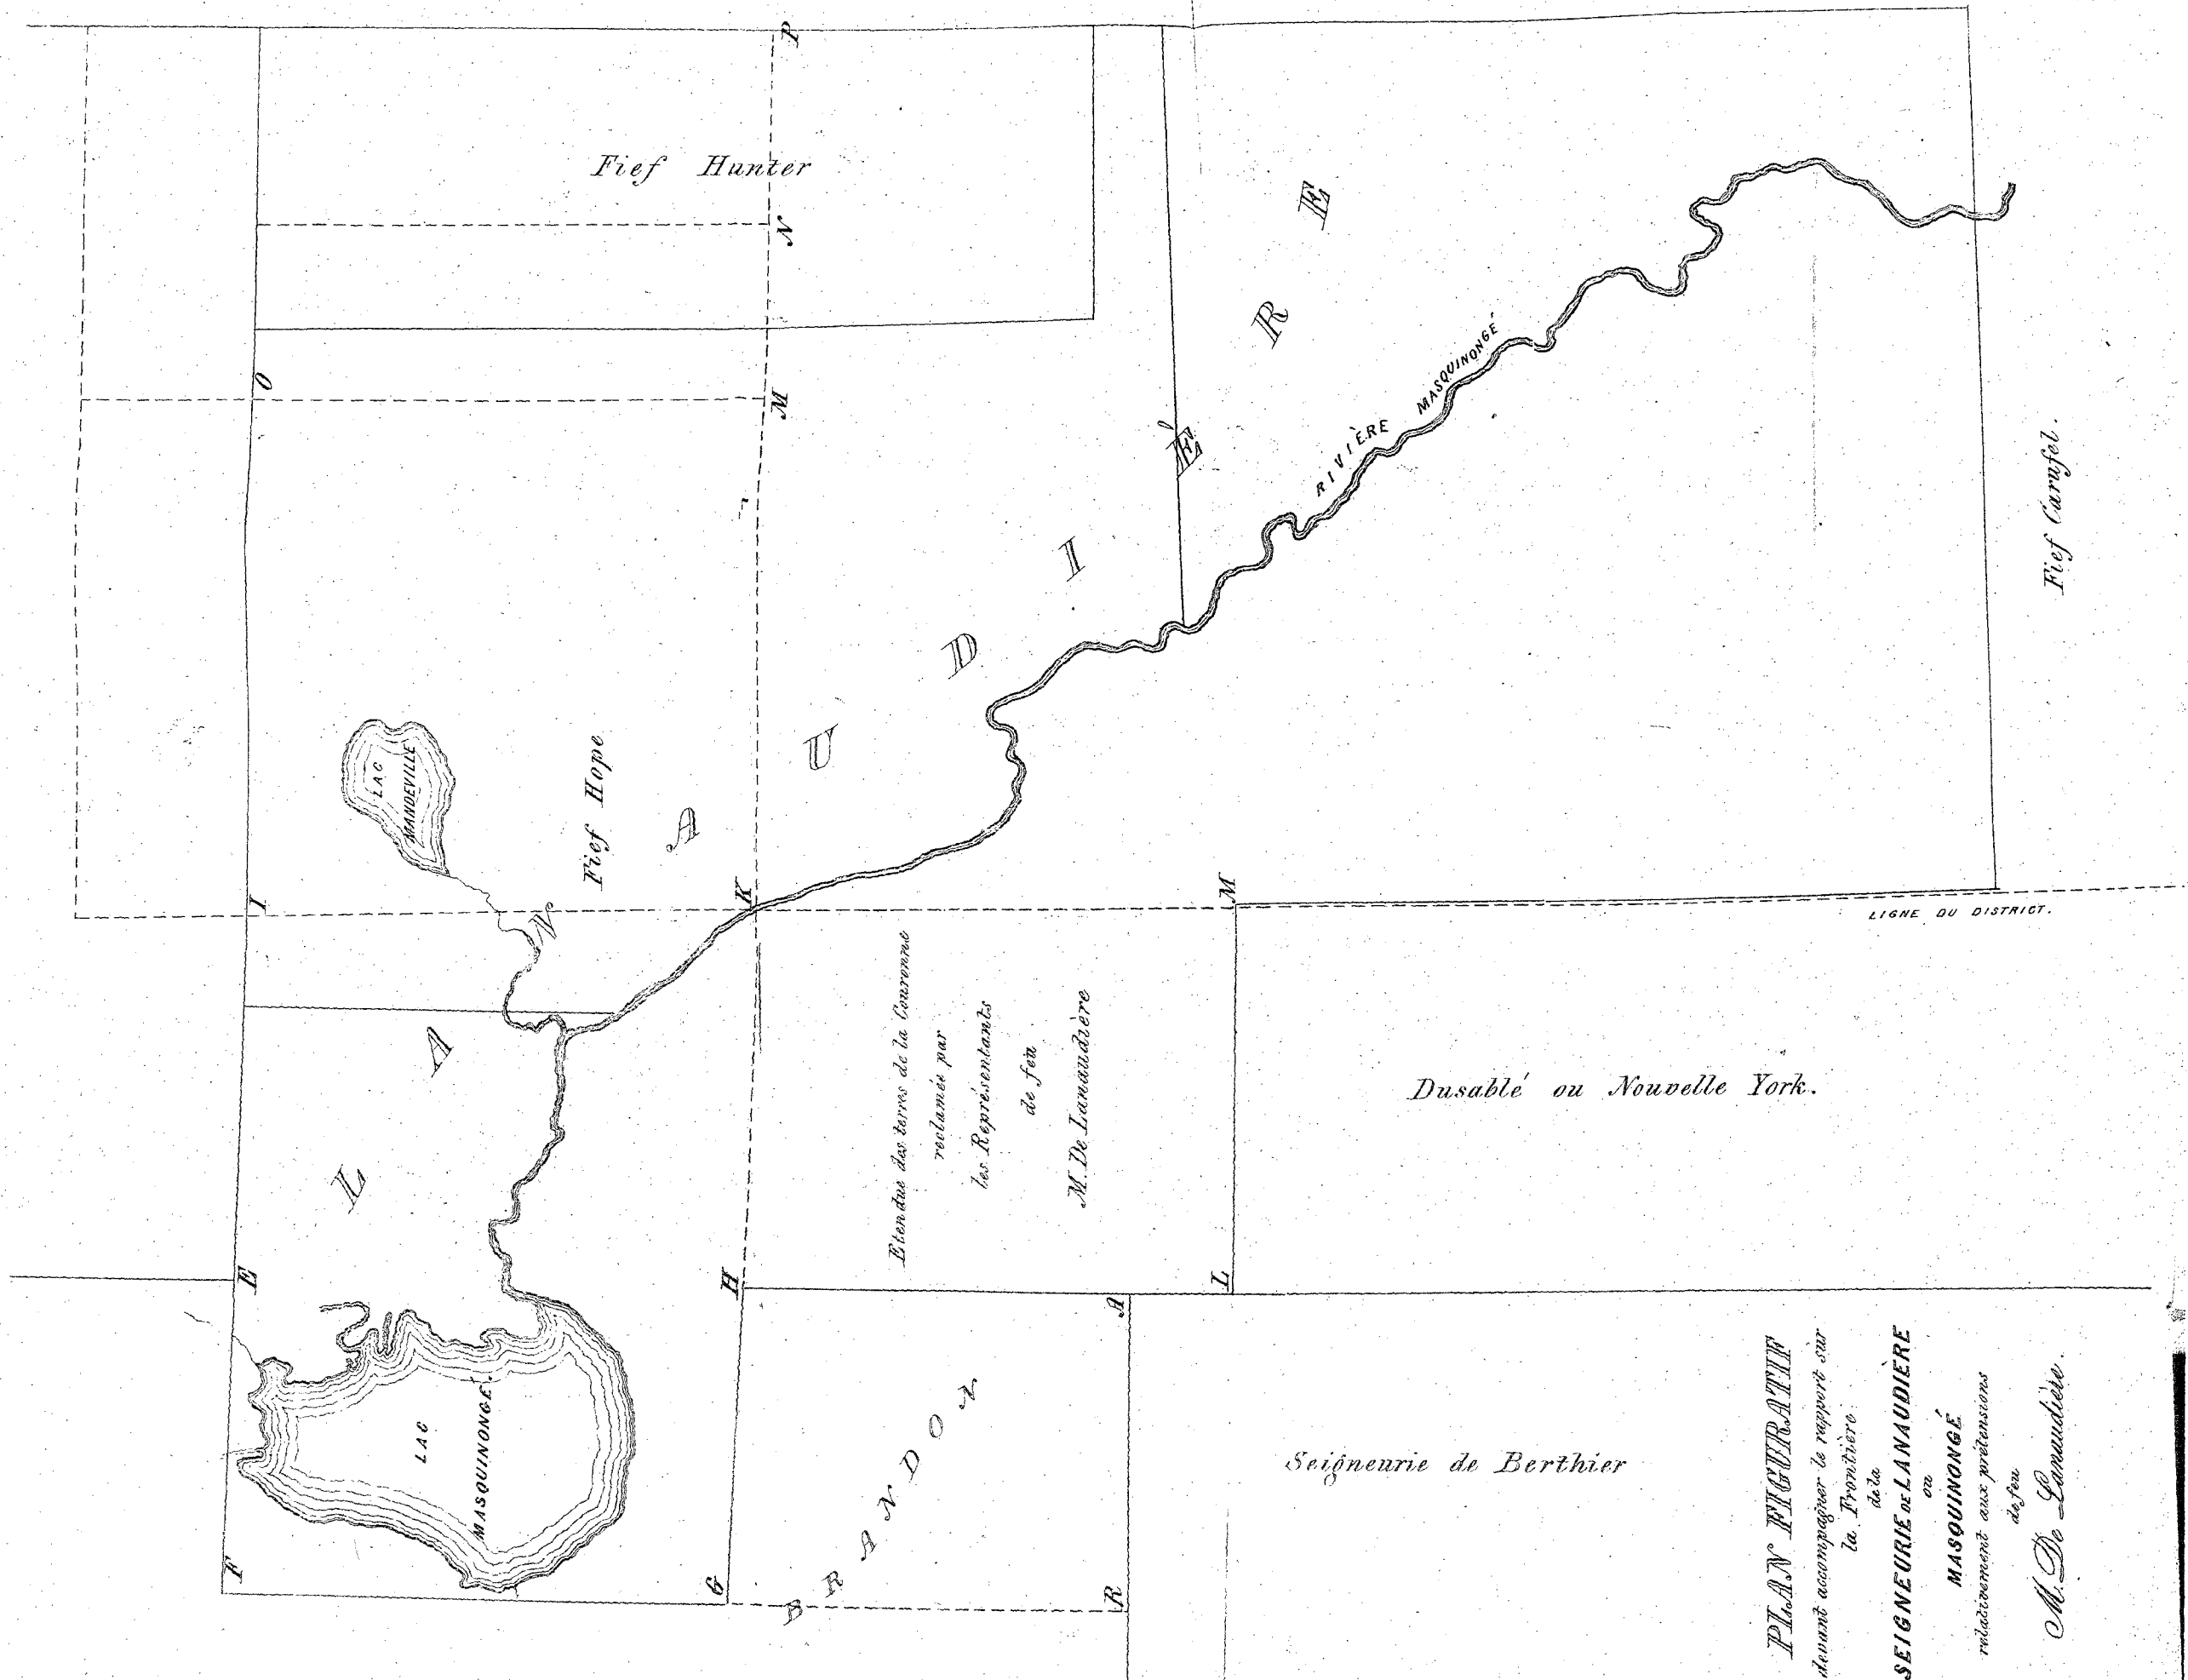 PLAN FIGURATIF
devant accompagner le rapport sur
la Frontière
de la
SEIGNEURIE DE LANAUDIÈRE
ou
MASQUINONGÉ
relativement aux prétensions
de feu
M. De Lanaudière.
Fief Hunter
P
N
M
O
I
K
M
E
H
L
A
F
G
R
LANAUDIÉRE
RIVIÈRE MASQUINONGÉ
Fief Carufel.
LAC
MANDEVILLE
Fief Hope
LIGNE DU DISTRICT.
Etendue des terres de la Couronne
reclamée par
les Représentants
de feu
M. De Lanaudière
Dusablé ou Nouvelle York.
LAC
MASQUINONGÉ.
BRANDON
Seigneurie de Berthier